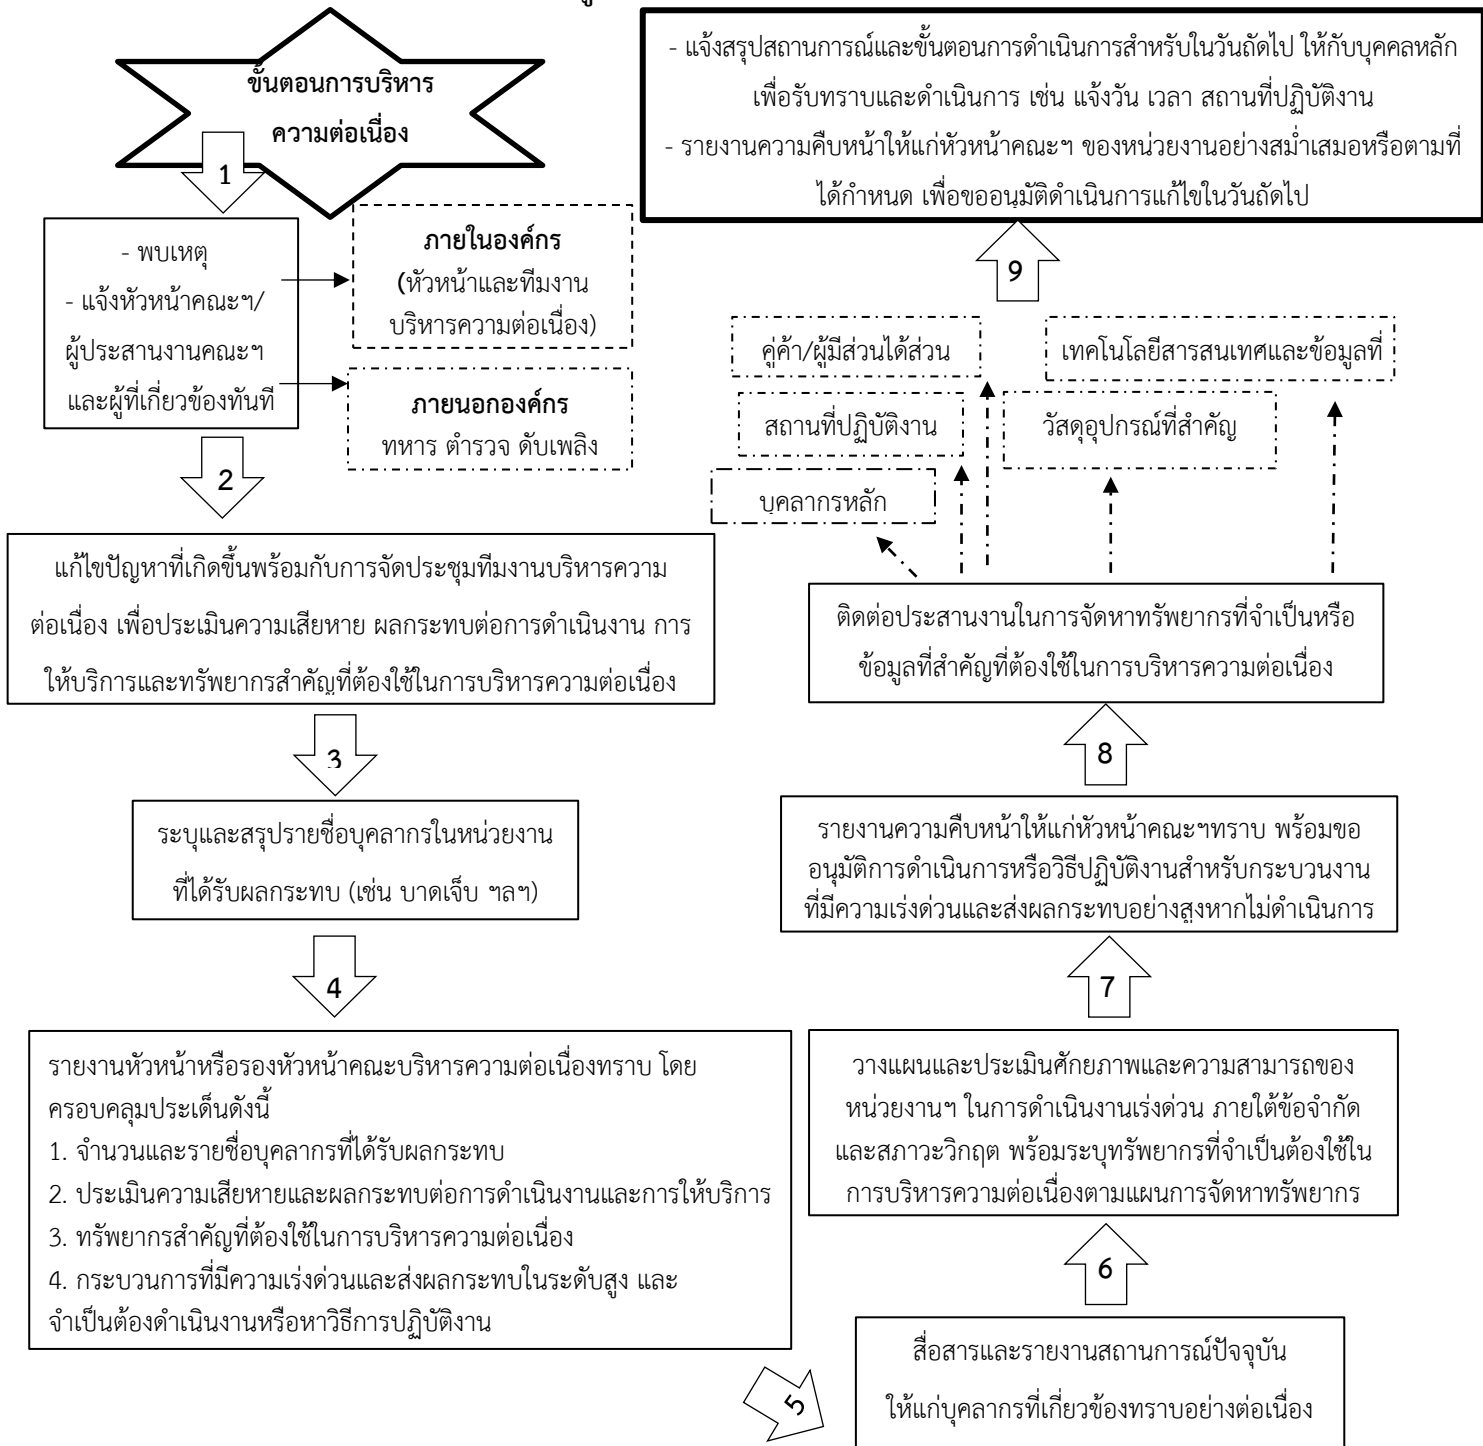 ขั้นตอนการบริหาร
ความต่อเนื่อง
1
- พบเหตุ
- แจ้งหัวหน้าคณะฯ/
ผู้ประสานงานคณะฯ
และผู้ที่เกี่ยวข้องทันที
ภายในองค์กร
(หัวหน้าและทีมงาน
บริหารความต่อเนื่อง)
ภายนอกองค์กร
ทหาร ตำรวจ ดับเพลิง
2
แก้ไขปัญหาที่เกิดขึ้นพร้อมกับการจัดประชุมทีมงานบริหารความ
ต่อเนื่อง เพื่อประเมินความเสียหาย ผลกระทบต่อการดำเนินงาน การ
ให้บริการและทรัพยากรสำคัญที่ต้องใช้ในการบริหารความต่อเนื่อง
3
ระบุและสรุปรายชื่อบุคลากรในหน่วยงาน
ที่ได้รับผลกระทบ (เช่น บาดเจ็บ ฯลฯ)
4
รายงานหัวหน้าหรือรองหัวหน้าคณะบริหารความต่อเนื่องทราบ โดย
ครอบคลุมประเด็นดังนี้
1. จำนวนและรายชื่อบุคลากรที่ได้รับผลกระทบ
2. ประเมินความเสียหายและผลกระทบต่อการดำเนินงานและการให้บริการ
3. ทรัพยากรสำคัญที่ต้องใช้ในการบริหารความต่อเนื่อง
4. กระบวนการที่มีความเร่งด่วนและส่งผลกระทบในระดับสูง และ
จำเป็นต้องดำเนินงานหรือหาวิธีการปฏิบัติงาน
5
สื่อสารและรายงานสถานการณ์ปัจจุบัน
ให้แก่บุคลากรที่เกี่ยวข้องทราบอย่างต่อเนื่อง
6
วางแผนและประเมินศักยภาพและความสามารถของ
หน่วยงานฯ ในการดำเนินงานเร่งด่วน ภายใต้ข้อจำกัด
และสภาวะวิกฤต พร้อมระบุทรัพยากรที่จำเป็นต้องใช้ใน
การบริหารความต่อเนื่องตามแผนการจัดหาทรัพยากร
7
รายงานความคืบหน้าให้แก่หัวหน้าคณะฯทราบ พร้อมขอ
อนุมัติการดำเนินการหรือวิธีปฏิบัติงานสำหรับกระบวนงาน
ที่มีความเร่งด่วนและส่งผลกระทบอย่างสูงหากไม่ดำเนินการ
8
ติดต่อประสานงานในการจัดหาทรัพยากรที่จำเป็นหรือ
ข้อมูลที่สำคัญที่ต้องใช้ในการบริหารความต่อเนื่อง
บุคลากรหลัก
สถานที่ปฏิบัติงาน
คู่ค้า/ผู้มีส่วนได้ส่วน
วัสดุอุปกรณ์ที่สำคัญ
เทคโนโลยีสารสนเทศและข้อมูลที่
9
- แจ้งสรุปสถานการณ์และขั้นตอนการดำเนินการสำหรับในวันถัดไป ให้กับบุคคลหลัก
เพื่อรับทราบและดำเนินการ เช่น แจ้งวัน เวลา สถานที่ปฏิบัติงาน
- รายงานความคืบหน้าให้แก่หัวหน้าคณะฯ ของหน่วยงานอย่างสม่ำเสมอหรือตามที่
ได้กำหนด เพื่อขออนุมัติดำเนินการแก้ไขในวันถัดไป